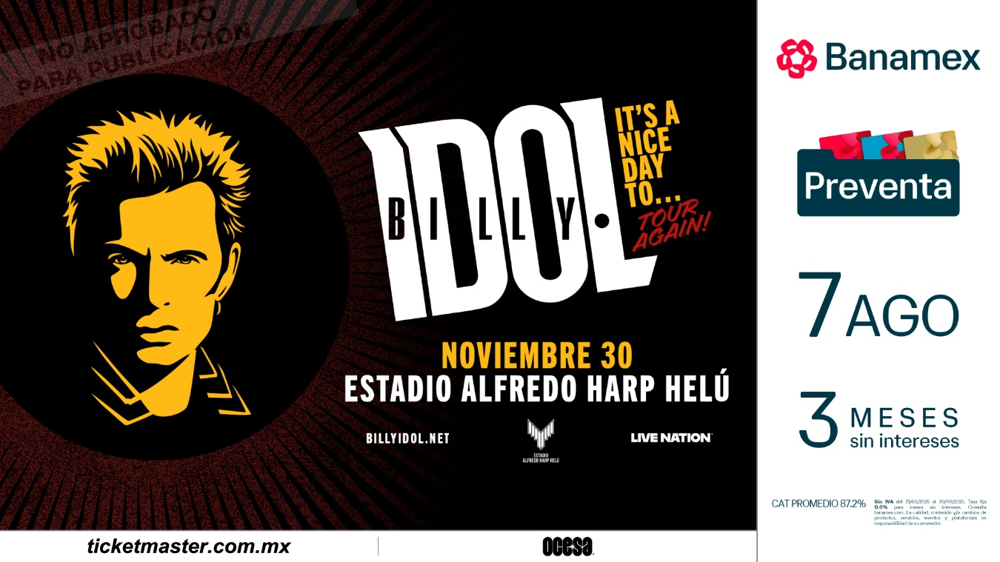 NO APROBADO
PARA PUBLICACIÓN
IDOL
BILLY
IT'S A
NICE
DAY
TO...
TOUR
AGAIN!
NOVIEMBRE 30
ESTADIO ALFREDO HARP HELÚ
BILLYIDOL.NET
ESTADIO
ALFREDO HARP HELÚ
LIVE NATION
ticketmaster.com.mx
ocesa
Banamex
Preventa
7 AGO
3 MESES
sin intereses
CAT PROMEDIO 87.2%
Sin IVA del 31/03/2025 al 30/09/2025. Tasa fija
0.0% para meses sin intereses. Consulta
banamex.com. La calidad, contenido y/o cambios de
productos, servicios, eventos y plataformas es
responsabilidad de su proveedor.